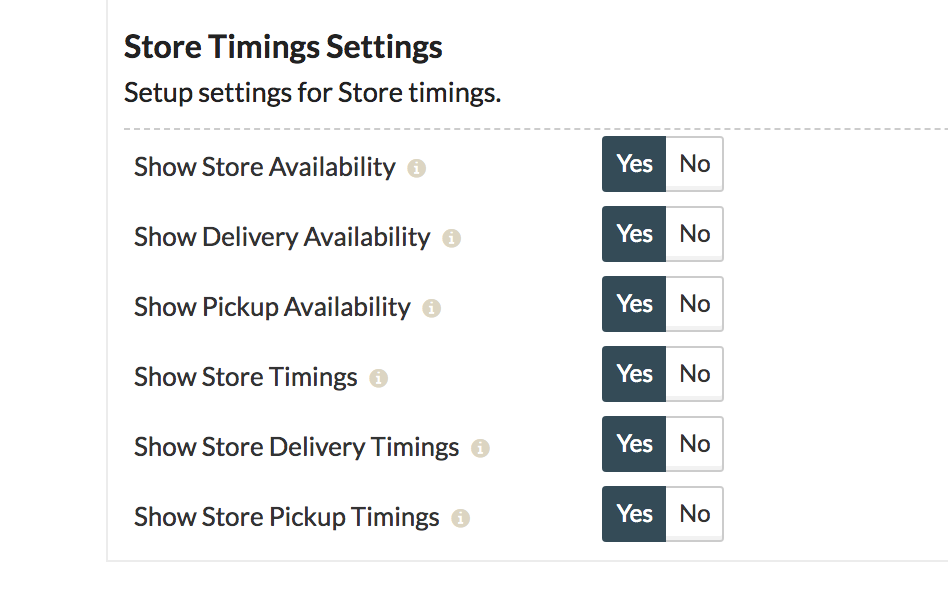 Store Timings Settings
Setup settings for Store timings.
Show Store Availability Yes No
Show Delivery Availability Yes No
Show Pickup Availability Yes No
Show Store Timings Yes No
Show Store Delivery Timings Yes No
Show Store Pickup Timings Yes No